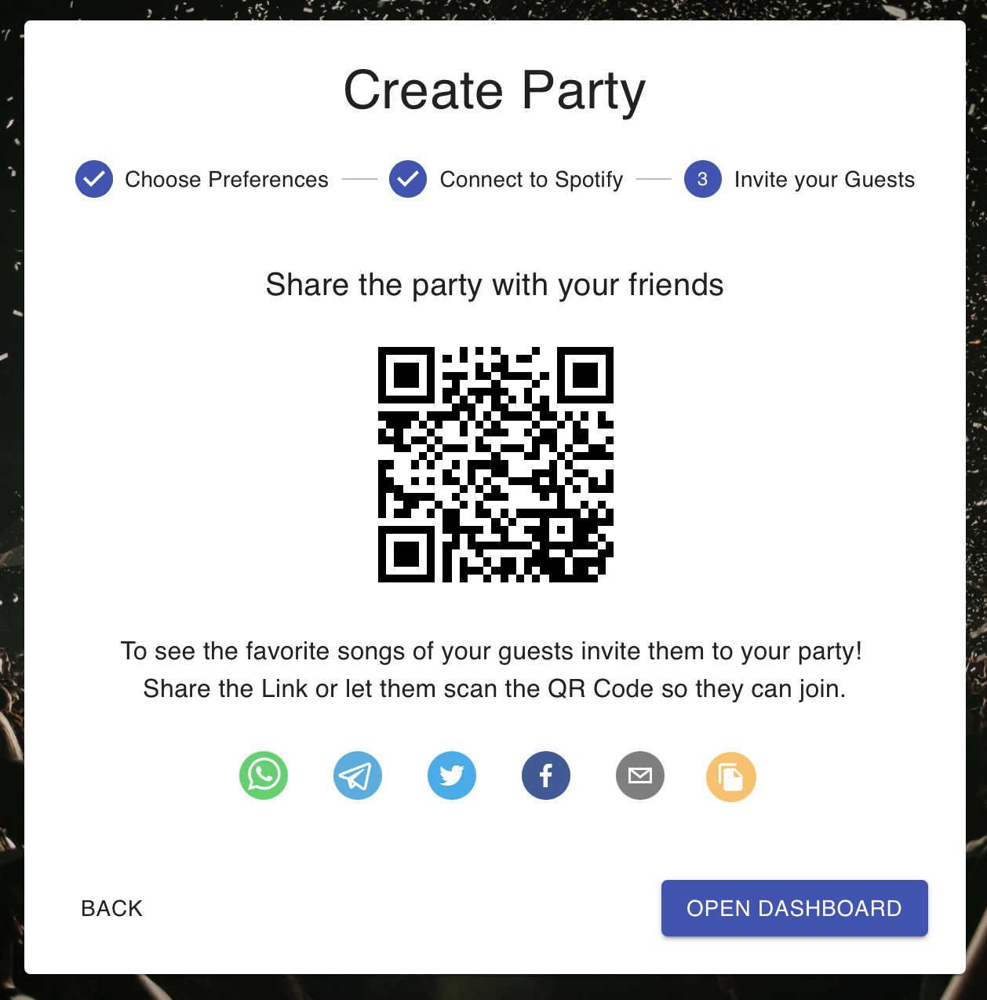 Create Party
Choose Preferences
Connect to Spotify
3 Invite your Guests
Share the party with your friends
To see the favorite songs of your guests invite them to your party!
Share the Link or let them scan the QR Code so they can join.
BACK
OPEN DASHBOARD